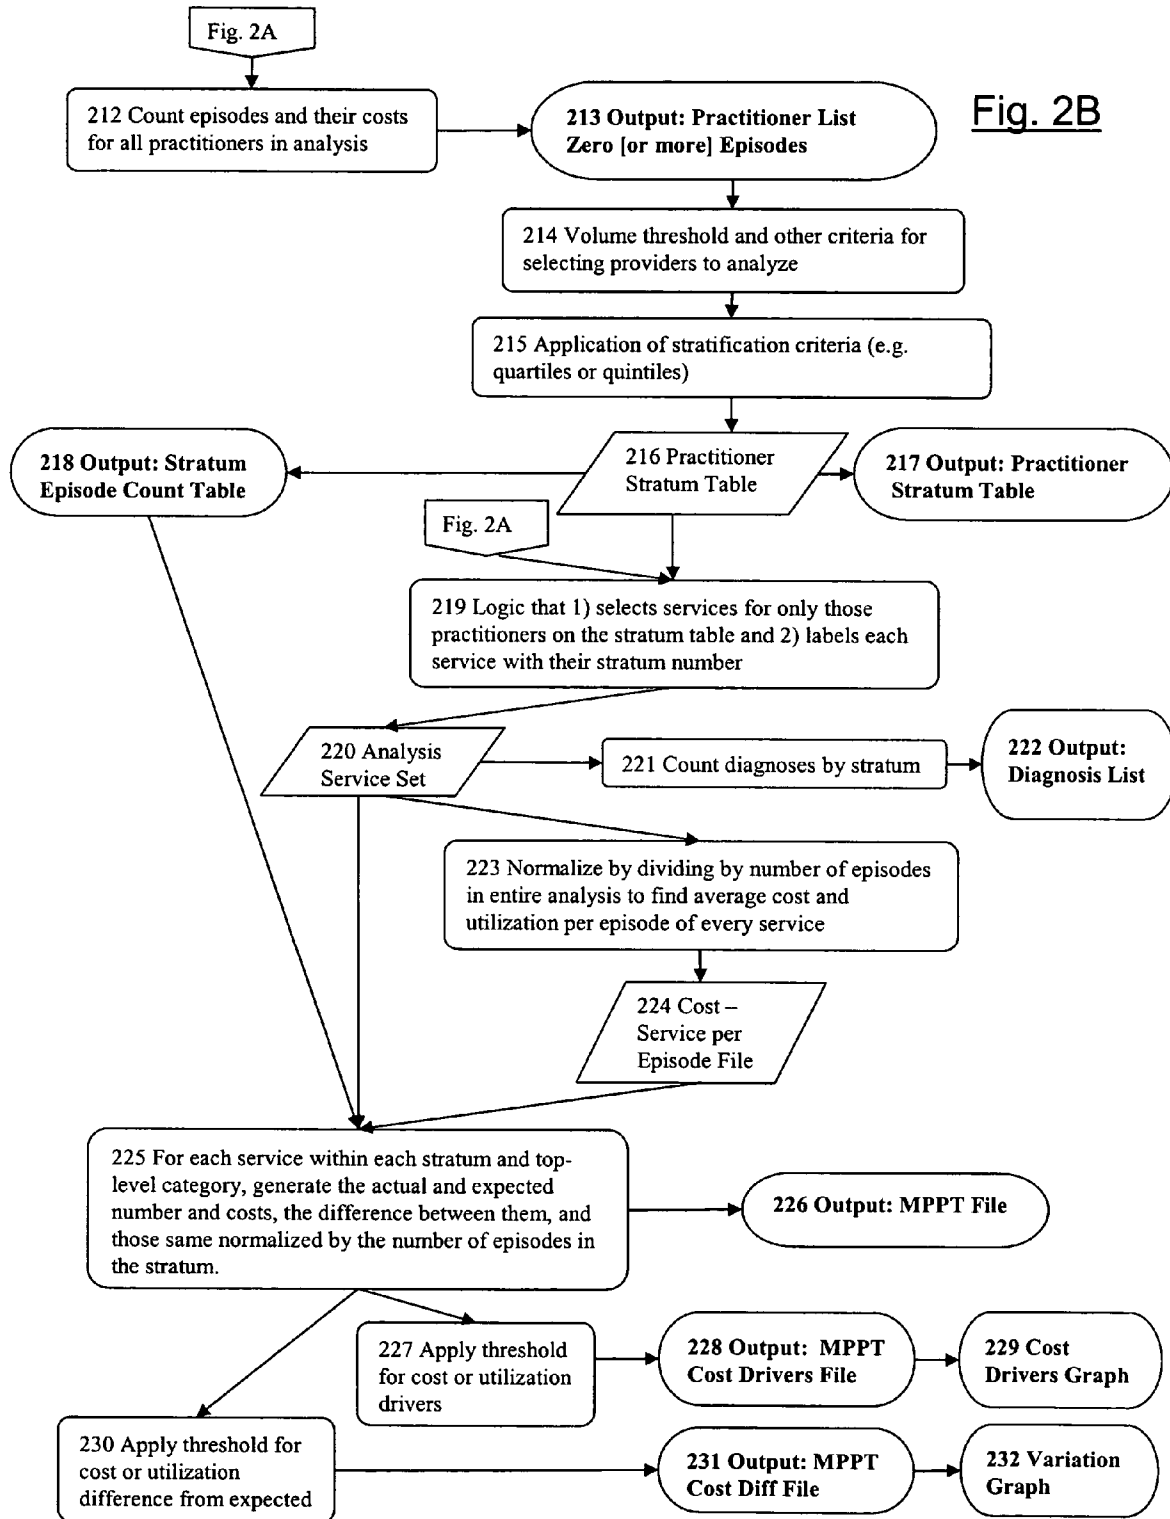 Fig. 2A
Fig. 2B
212 Count episodes and their costs
for all practitioners in analysis
213 Output: Practitioner List
Zero [or more] Episodes
214 Volume threshold and other criteria for
selecting providers to analyze
215 Application of stratification criteria (e.g.
quartiles or quintiles)
218 Output: Stratum
Episode Count Table
216 Practitioner
Stratum Table
217 Output: Practitioner
Stratum Table
Fig. 2A
219 Logic that 1) selects services for only those
practitioners on the stratum table and 2) labels each
service with their stratum number
220 Analysis
Service Set
221 Count diagnoses by stratum
222 Output:
Diagnosis List
223 Normalize by dividing by number of episodes
in entire analysis to find average cost and
utilization per episode of every service
224 Cost –
Service per
Episode File
225 For each service within each stratum and top-
level category, generate the actual and expected
number and costs, the difference between them, and
those same normalized by the number of episodes in
the stratum.
226 Output: MPPT File
227 Apply threshold
for cost or utilization
drivers
228 Output: MPPT
Cost Drivers File
229 Cost
Drivers Graph
230 Apply threshold for
cost or utilization
difference from expected
231 Output: MPPT
Cost Diff File
232 Variation
Graph